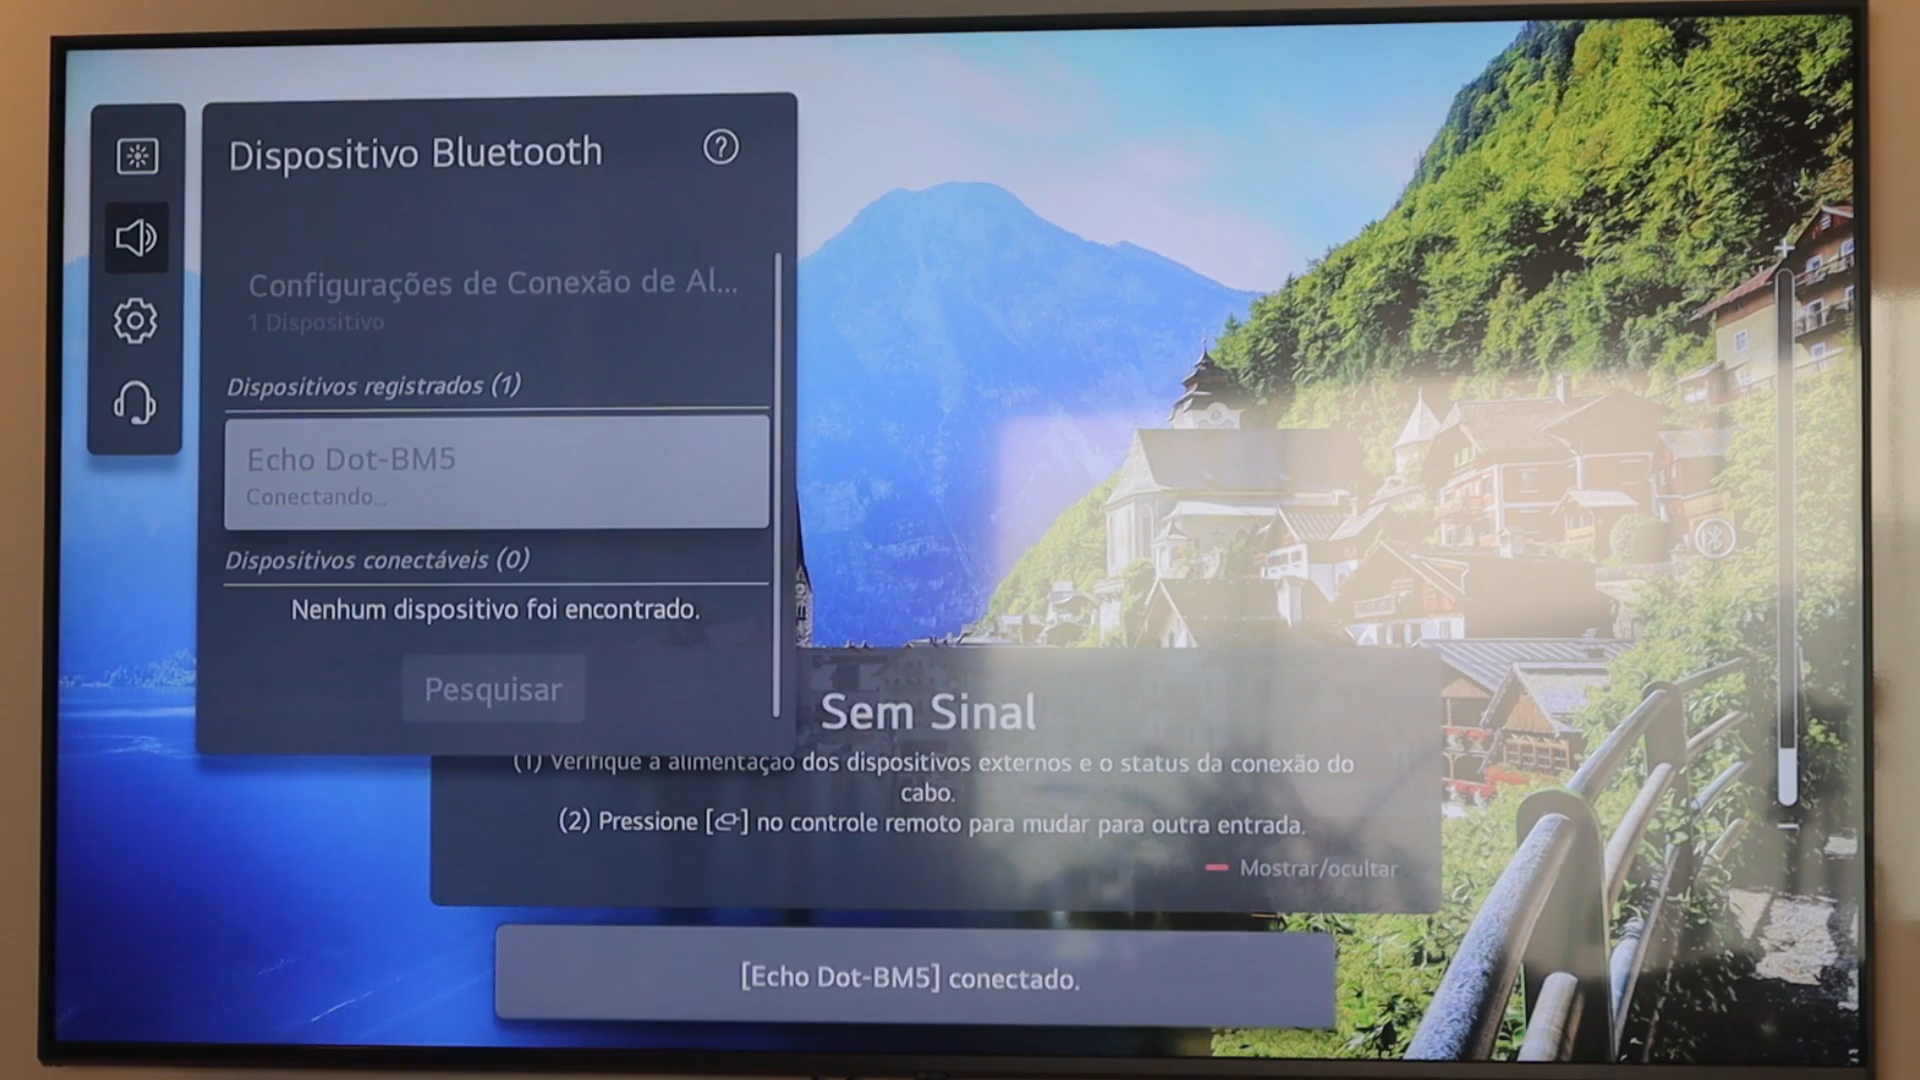 Dispositivo Bluetooth
Configurações de Conexão de Al...
1 Dispositivo
Dispositivos registrados (1)
Echo Dot-BM5
Conectando...
Dispositivos conectáveis (0)
Nenhum dispositivo foi encontrado.
Pesquisar
Sem Sinal
(1) Verifique a alimentação dos dispositivos externos e o status da conexão do
cabo.
(2) Pressione [ ] no controle remoto para mudar para outra entrada.
Mostrar/ocultar
[Echo Dot-BM5] conectado.